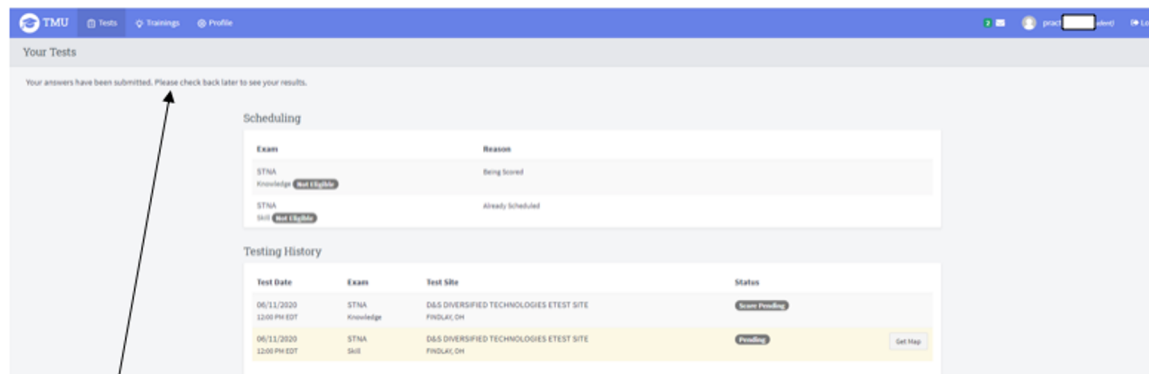 TMU Tests Trainings Profile
Your Tests
Your answers have been submitted. Please check back later to see your results.
Scheduling
Exam Reason
STNA Being Scored
Knowledge Not Eligible
STNA Already Scheduled
Skill Not Eligible
Testing History
Test Date Exam Test Site Status
06/11/2020 STNA D&S DIVERSIFIED TECHNOLOGIES ETEST SITE Score Pending
12:00 PM EDT Knowledge FINDLAY, OH
06/11/2020 STNA D&S DIVERSIFIED TECHNOLOGIES ETEST SITE Pending Get Map
12:00 PM EDT Skill FINDLAY, OH